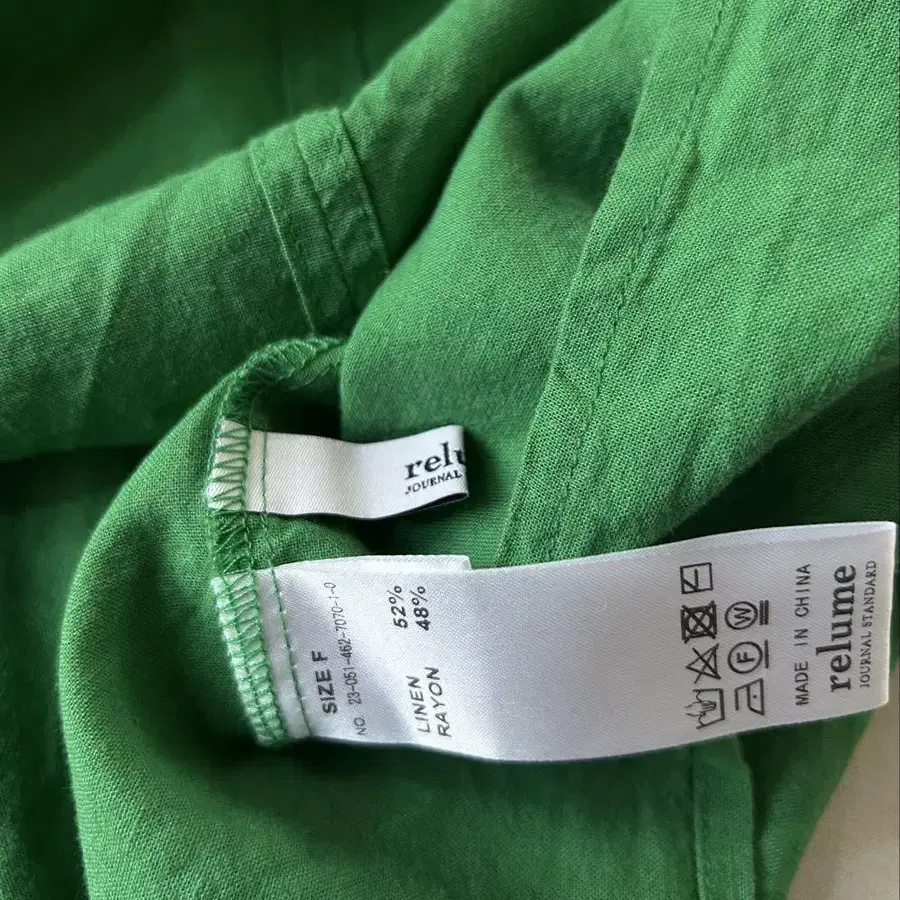 relu
JOURNAL
SIZE F
NO. 23-051-462-7070-1-0
LINEN 52%
RAYON 48%
F W
MADE IN CHINA
relume
JOURNAL STANDARD